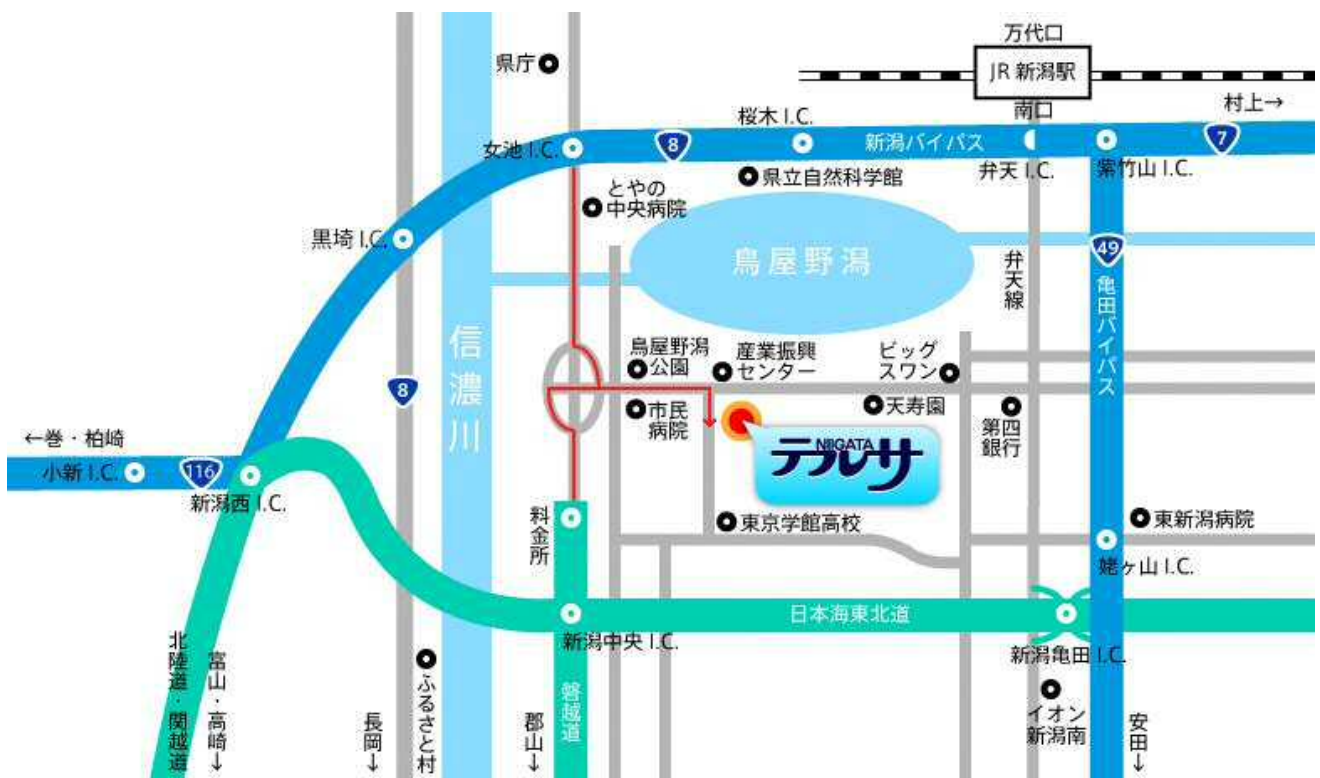 万代口
JR 新潟駅
南口
県庁
村上→
桜木 I.C.
女池 I.C.
8
新潟バイパス
7
弁天 I.C.
紫竹山 I.C.
県立自然科学館
とやの
中央病院
黒埼 I.C.
鳥屋野潟
弁天線
49
亀田バイパス
信濃川
8
鳥屋野潟
公園
産業振興
センター
ビッグ
スワン
市民
病院
天寿園
第四
銀行
NIIGATA
テルサ
←巻・柏崎
小新 I.C.
116
新潟西 I.C.
料金所
東京学館高校
東新潟病院
姥ヶ山 I.C.
日本海東北道
新潟中央 I.C.
新潟亀田 I.C.
北陸道・関越道
富山・高崎→
長岡→
ふるさと村
郡山→
磐越道
イオン
新潟南
安田→